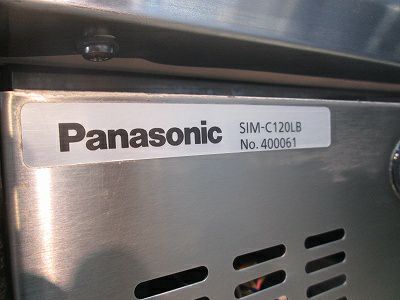 Panasonic
SIM-C120LB
No. 400061